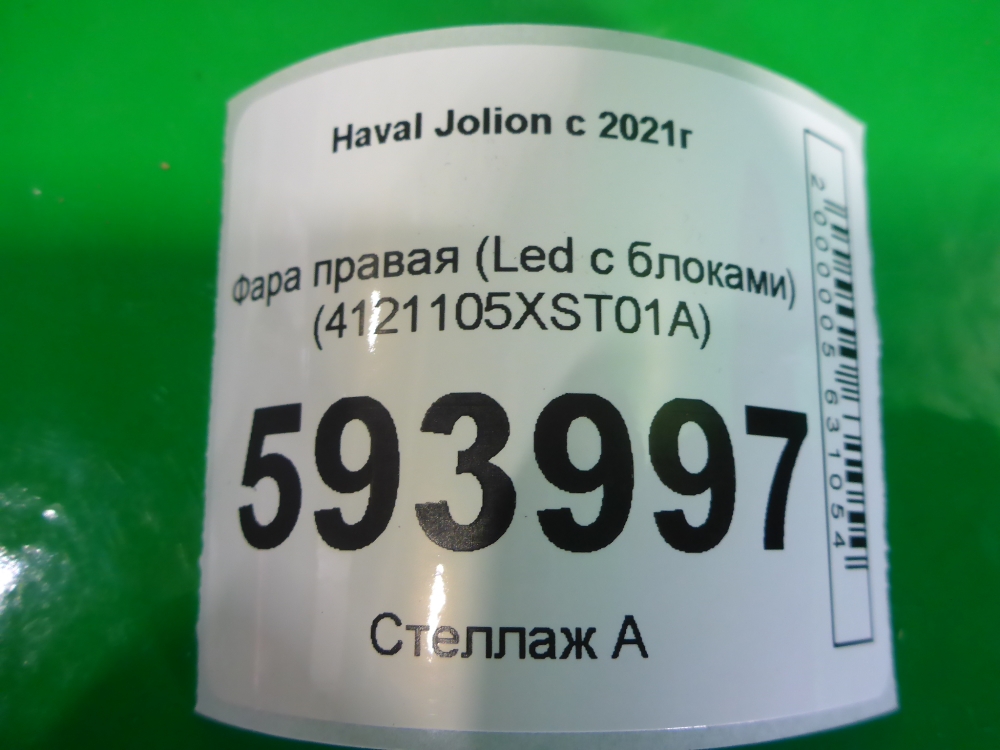 Haval Jolion с 2021г
Фара правая (Led с блоками)
(4121105XST01A)
593997
Стеллаж А
2000005631054